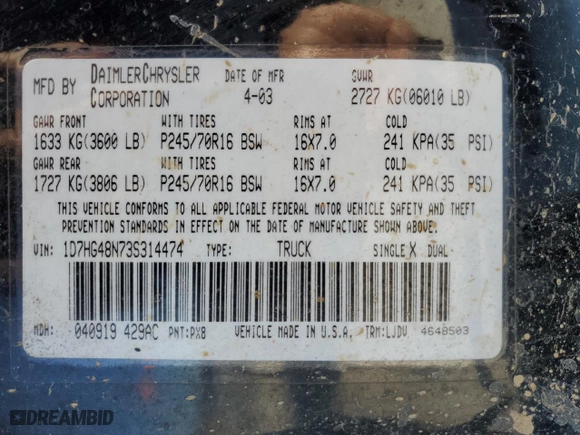 MFD BY DAIMLERCHRYSLER CORPORATION DATE OF MFR 4-03 GVWR 2727 KG(06010 LB)
GAWR FRONT WITH TIRES RIMS AT COLD
1633 KG(3600 LB) P245/70R16 BSW 16X7.0 241 KPA(35 PSI)
GAWR REAR WITH TIRES RIMS AT COLD
1727 KG(3806 LB) P245/70R16 BSW 16X7.0 241 KPA(35 PSI)
THIS VEHICLE CONFORMS TO ALL APPLICABLE FEDERAL MOTOR VEHICLE SAFETY AND THEFT
PREVENTION STANDARDS IN EFFECT ON THE DATE OF MANUFACTURE SHOWN ABOVE.
VIN: 1D7HG48N73S314474 TYPE: TRUCK SINGLE X DUAL
MDH: 040919 429AC PNT:PX8 VEHICLE MADE IN U.S.A. TRM:LJDV 4648503
DREAMBID